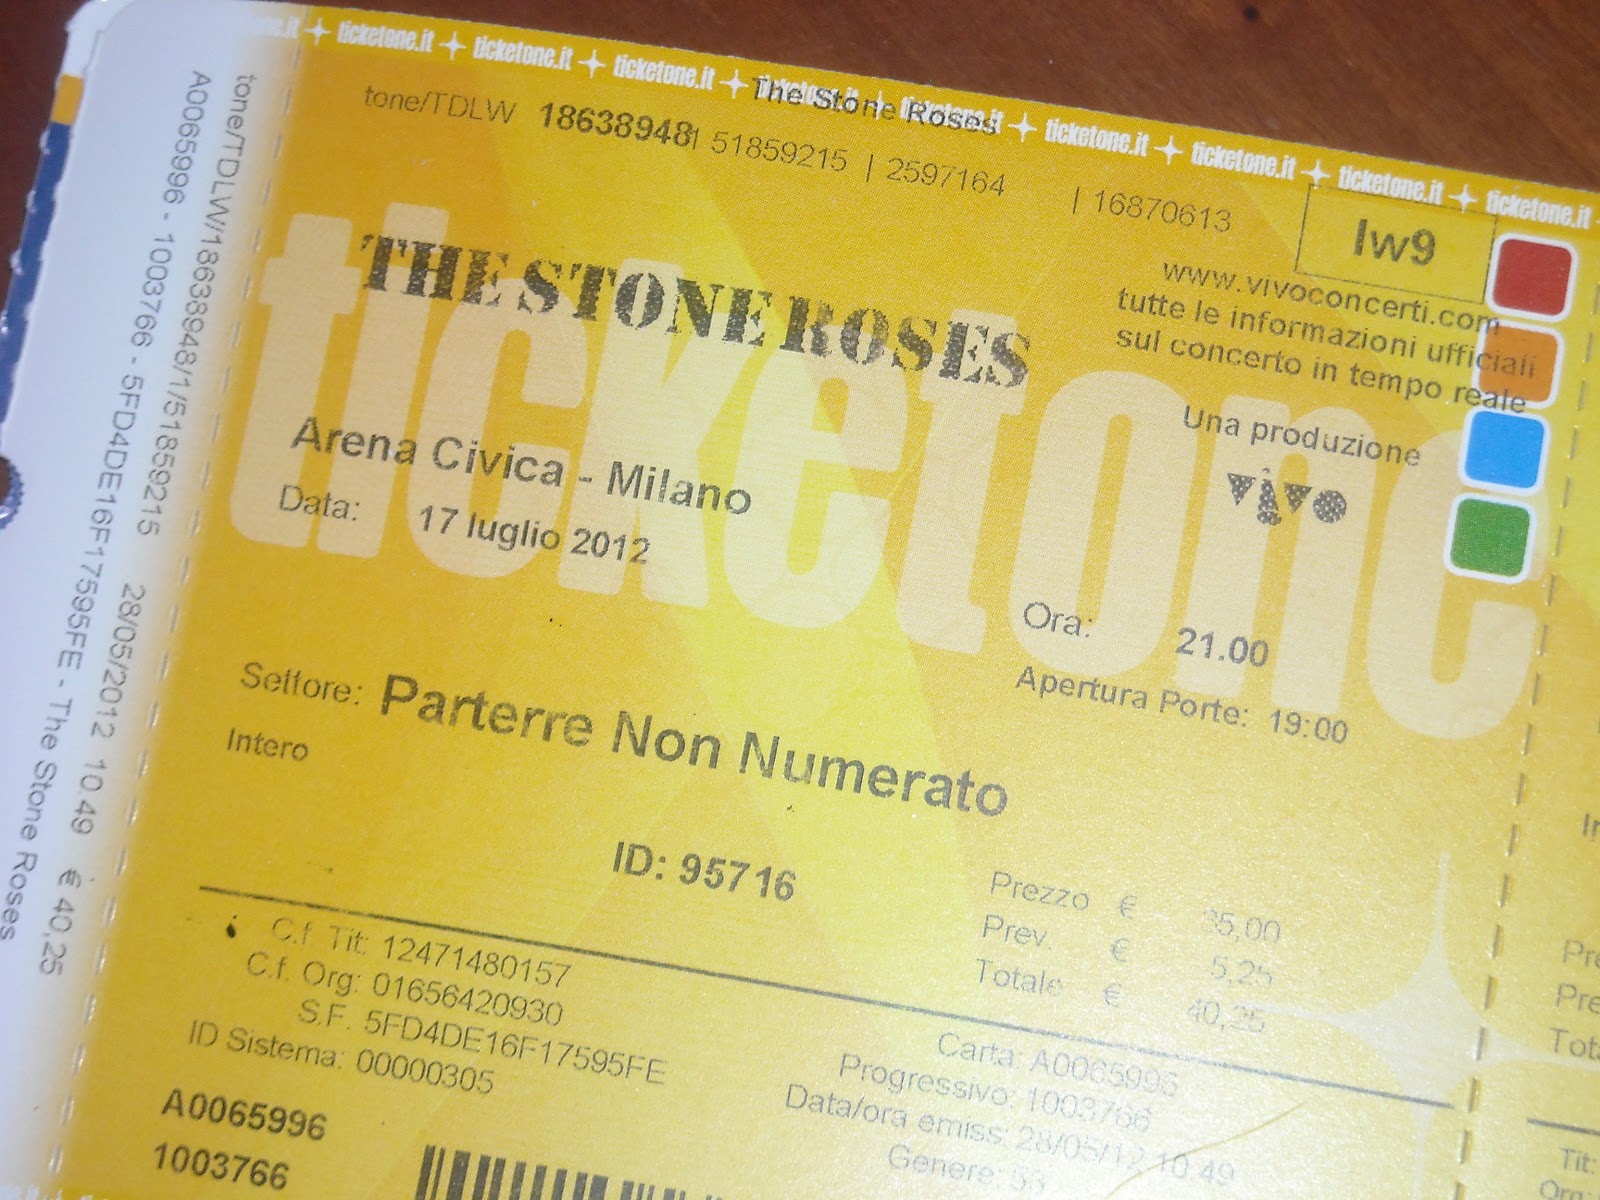 ticketone.it ticketone.it ticketone.it ticketone.it ticketone.it ticketone.it ticketone.it
The Stone Roses
tone/TDLW 18638948 1 51859215 | 2597164 | 16870613
lw9
ticketone
THE STONE ROSES
www.vivoconcerti.com
tutte le informazioni ufficiali
sul concerto in tempo reale
Una produzione
VIVO
Arena Civica - Milano
Data: 17 luglio 2012
Ora: 21.00
Apertura Porte: 19:00
Settore: Parterre Non Numerato
Intero
ID: 95716
Prezzo € 35,00
Prev. € 5,25
Totale € 40,25
C.f Tit: 12471480157
C.f. Org: 01656420930
S.F. 5FD4DE16F17595FE
ID Sistema: 00000305
Carta: A0065996
Progressivo: 1003766
Data/ora emiss: 28/05/12 10.49
Genere:
A0065996
1003766
tone/TDLW/18638948/1/51859215 28/05/2012 10.49 € 40,25
A0065996 - 1003766 - 5FD4DE16F17595FE - The Stone Roses
Tit: